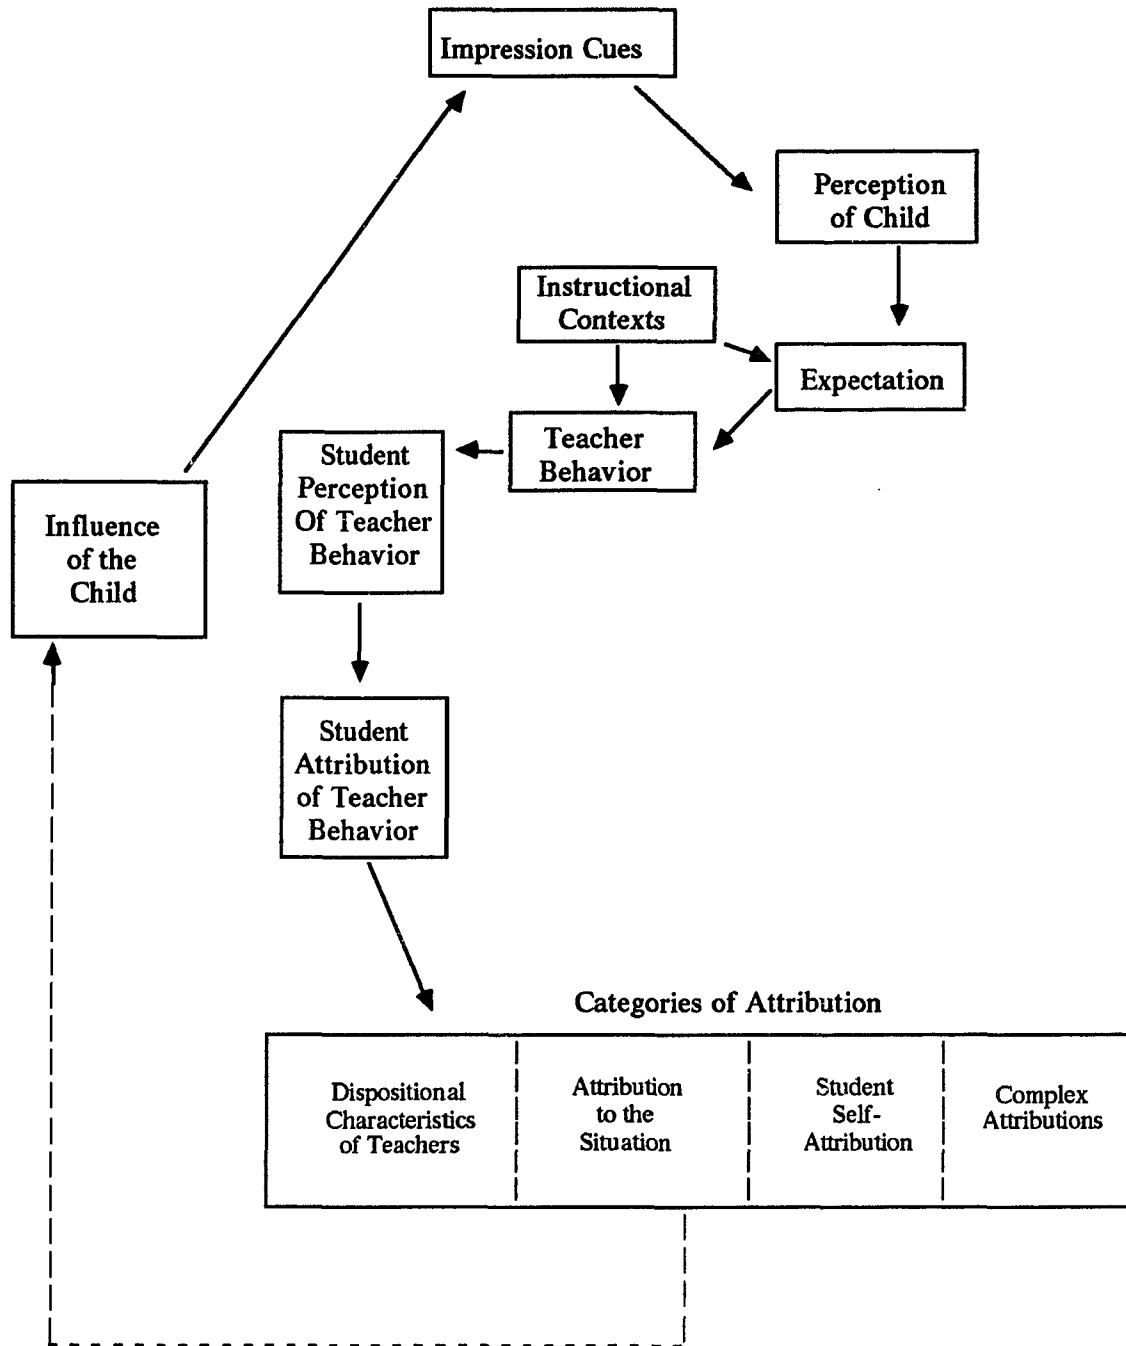 Impression Cues
Perception
of Child
Instructional
Contexts
Expectation
Teacher
Behavior
Student
Perception
Of Teacher
Behavior
Influence
of the
Child
Student
Attribution
of Teacher
Behavior
Categories of Attribution
Dispositional
Characteristics
of Teachers
Attribution
to the
Situation
Student
Self-
Attribution
Complex
Attributions